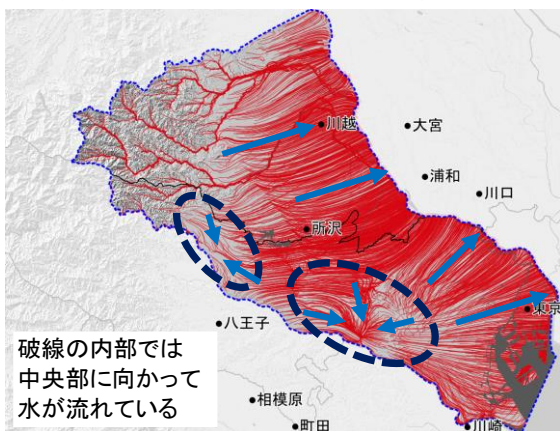 川越
大宮
浦和
川口
所沢
東京
八王子
破線の内部では
中央部に向かって
水が流れている
相模原
町田
川崎